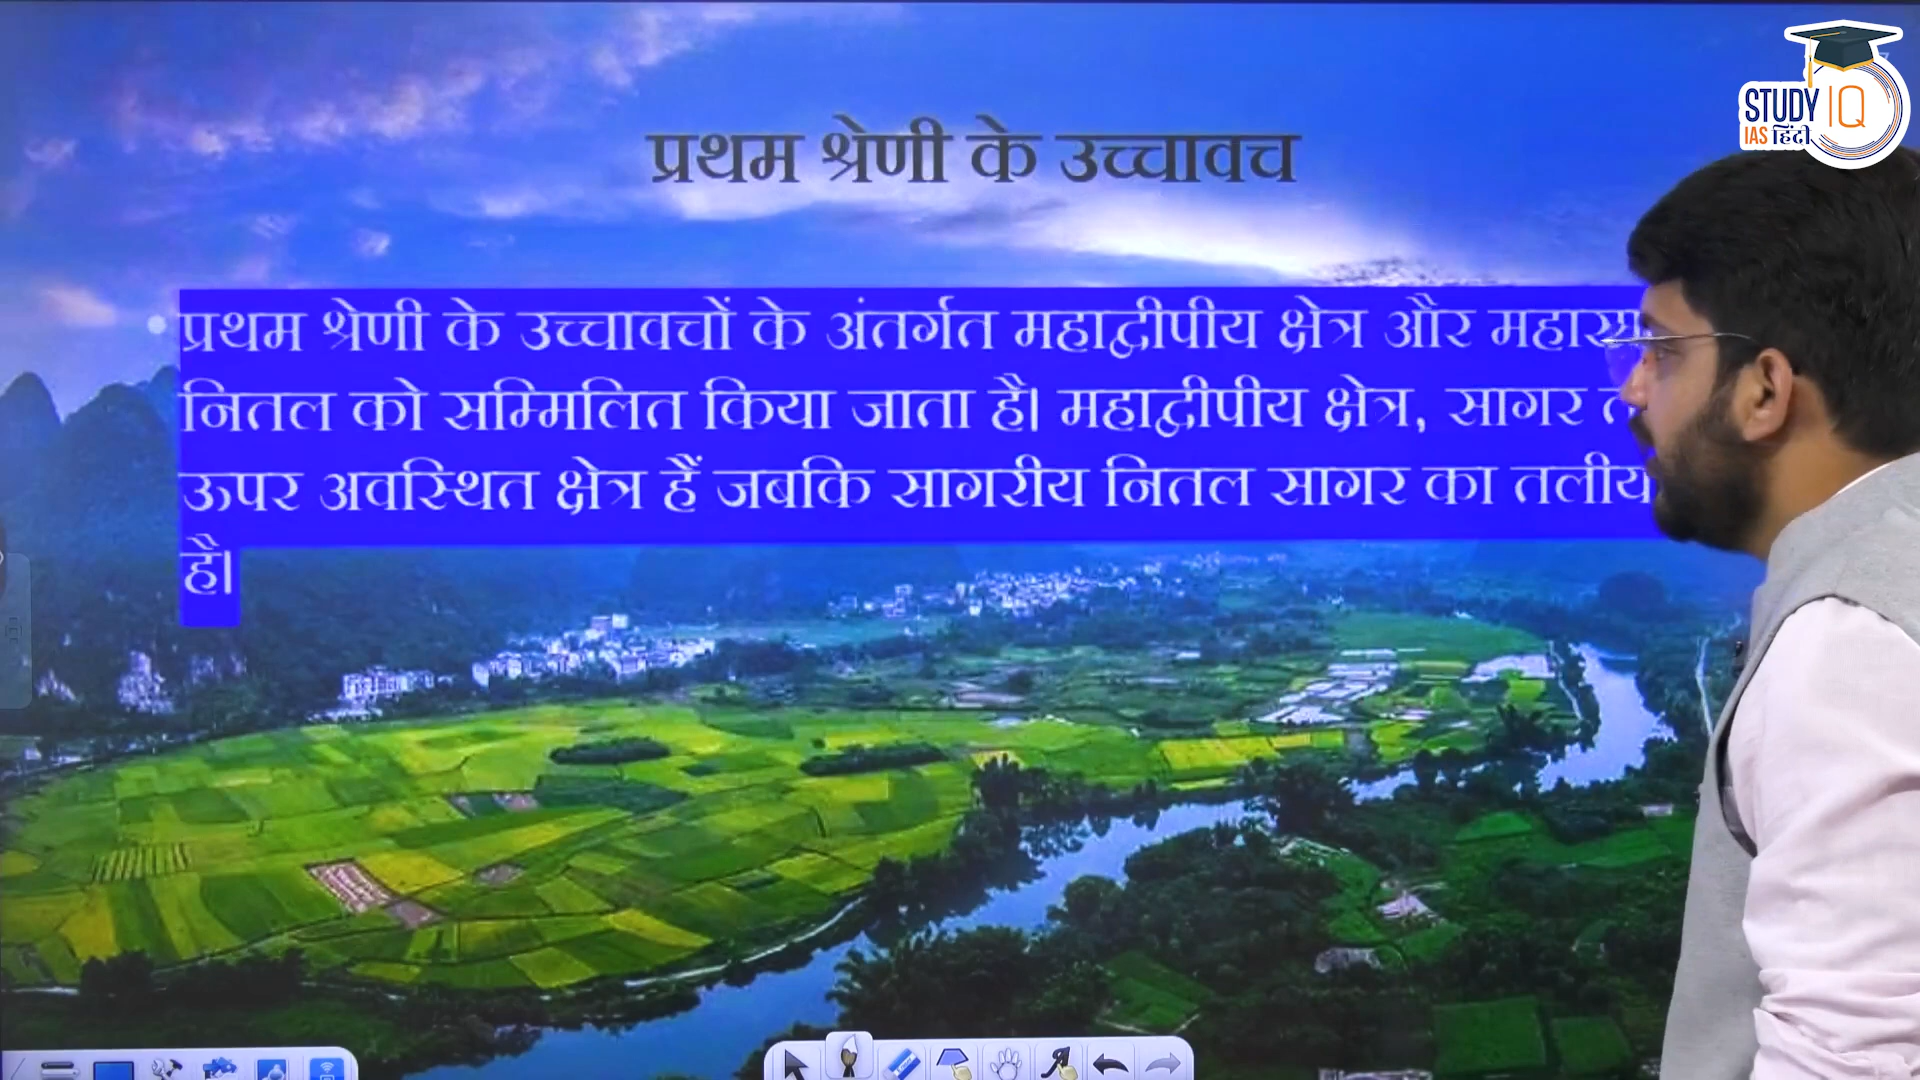 STUDY IQ
IAS हिंदी
प्रथम श्रेणी के उच्चावच
प्रथम श्रेणी के उच्चावचों के अंतर्गत महाद्वीपीय क्षेत्र और
नितल को सम्मिलित किया जाता है। महाद्वीपीय क्षेत्र, सागर
ऊपर अवस्थित क्षेत्र हैं जबकि सागरीय नितल सागर का तलीय
है।